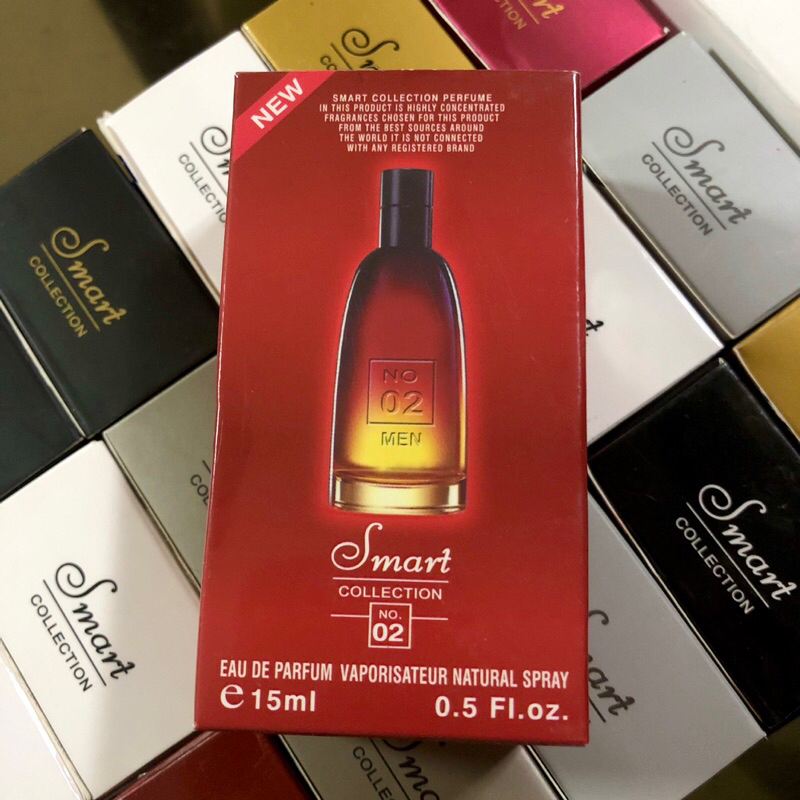 NEW
SMART COLLECTION PERFUME
IN THIS PRODUCT IS HIGHLY CONCENTRATED
FRAGRANCES CHOSEN FOR THIS PRODUCT
FROM THE BEST SOURCES AROUND
THE WORLD IT IS NOT CONNECTED
WITH ANY REGISTERED BRAND
NO
02
MEN
Smart
COLLECTION
NO.
02
EAU DE PARFUM VAPORISATEUR NATURAL SPRAY
e 15ml 0.5 Fl.oz.
Smart
COLLECTION
Smart
COLLECTION
Smart
COLLECTION
Smart
COLLECTION